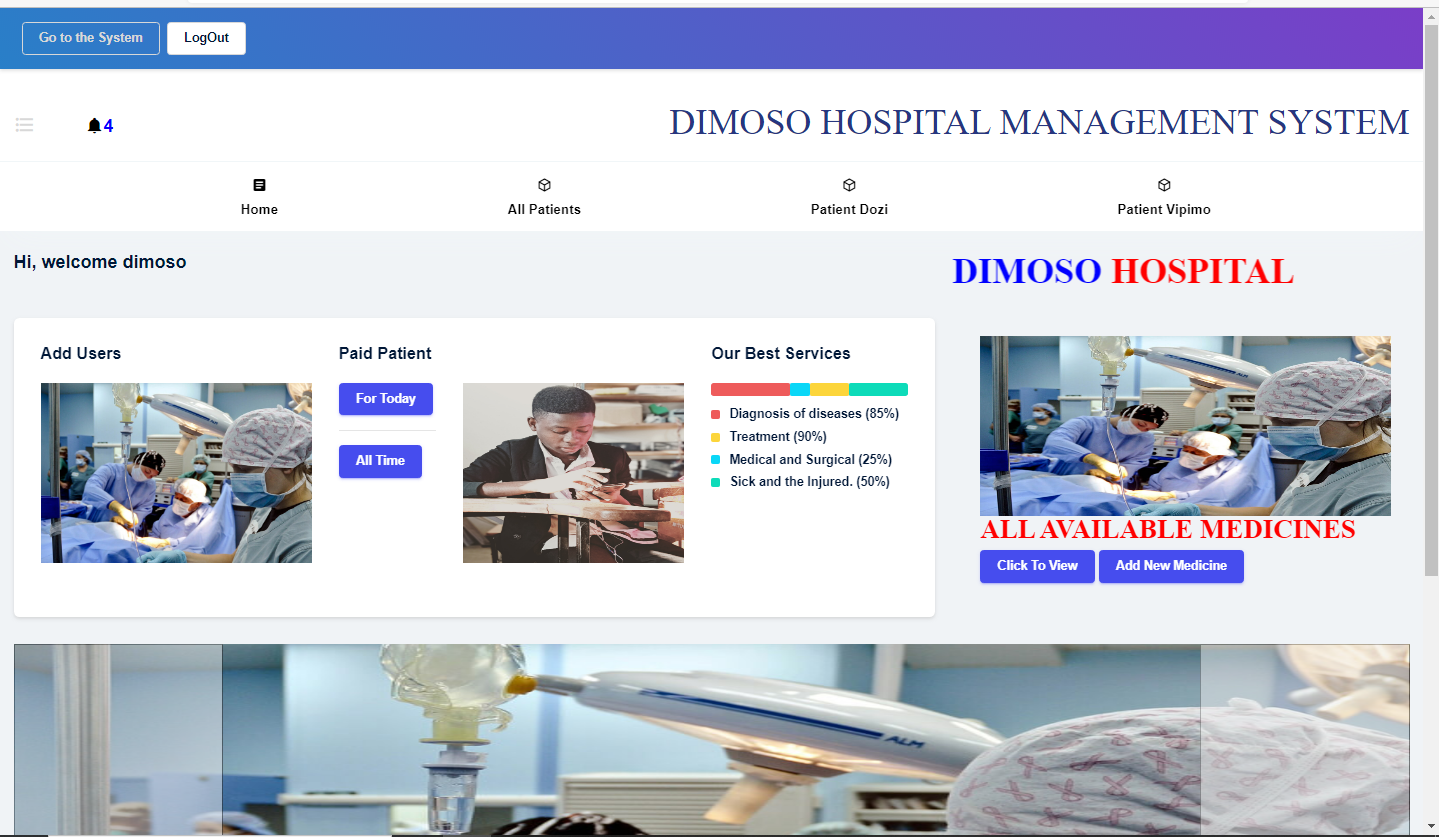 Go to the System
LogOut
4
DIMOSO HOSPITAL MANAGEMENT SYSTEM
Home
All Patients
Patient Dozi
Patient Vipimo
Hi, welcome dimoso
DIMOSO HOSPITAL
Add Users
Paid Patient
For Today
All Time
Our Best Services
Diagnosis of diseases (85%)
Treatment (90%)
Medical and Surgical (25%)
Sick and the Injured. (50%)
ALL AVAILABLE MEDICINES
Click To View
Add New Medicine
ALM